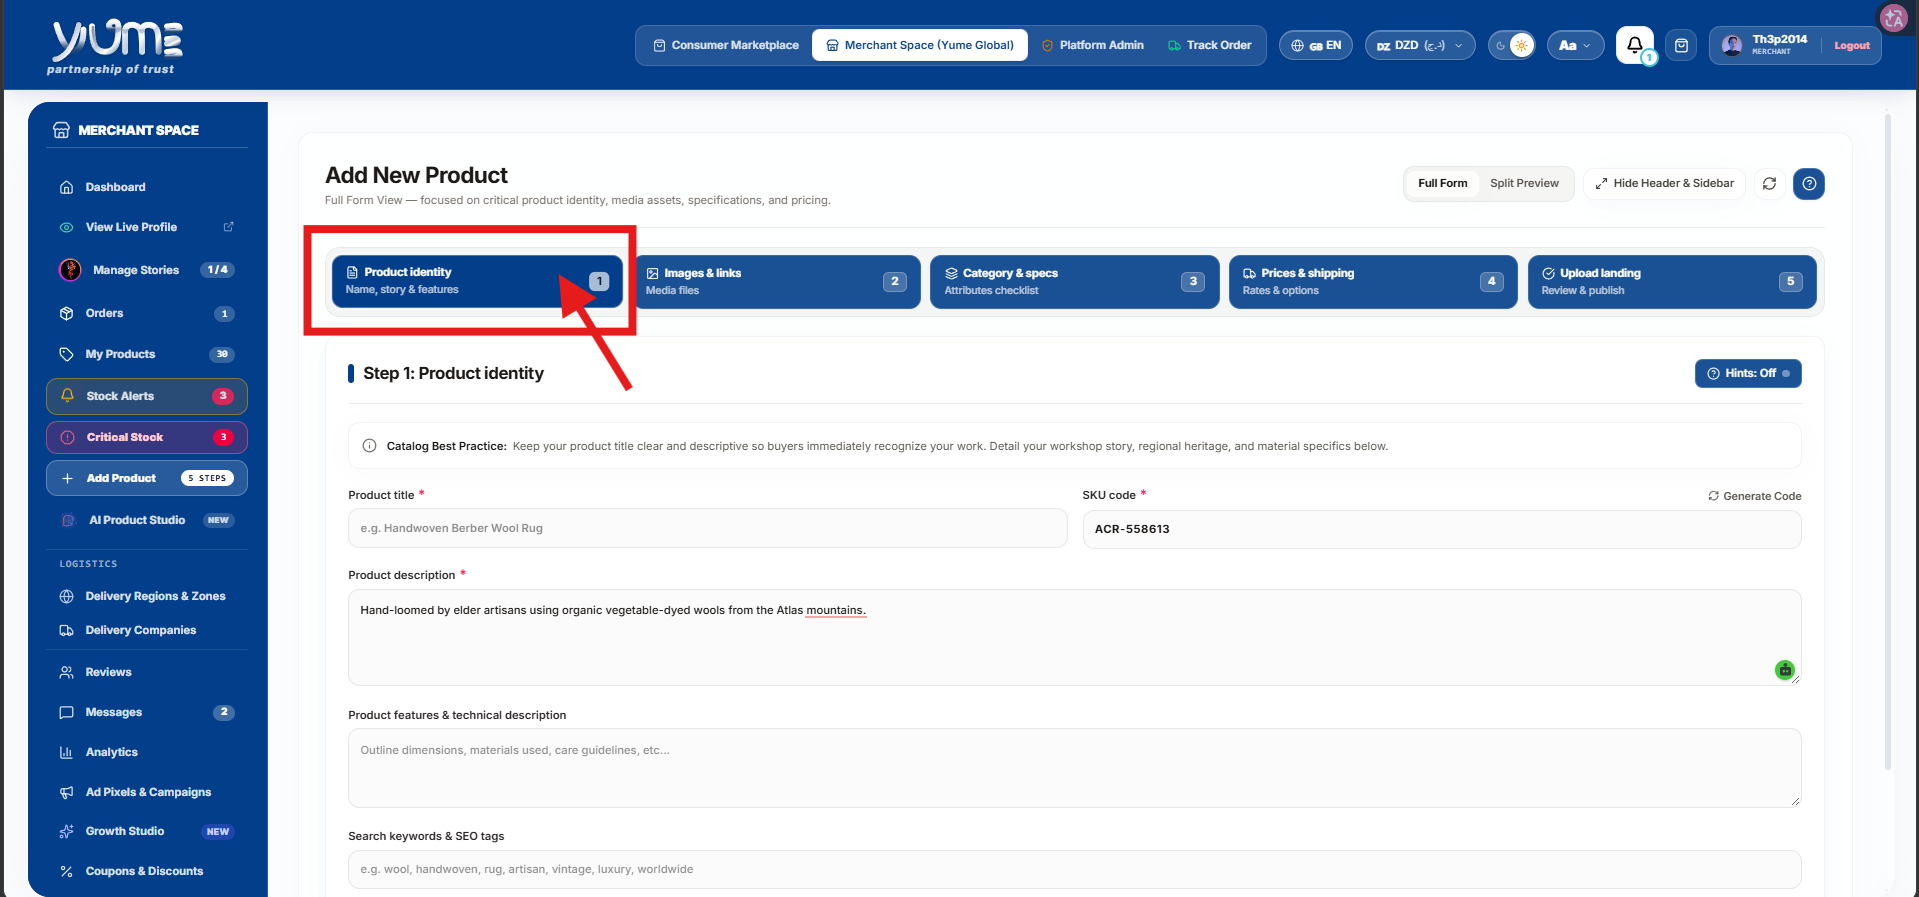 yume
partnership of trust
Consumer Marketplace
Merchant Space (Yume Global)
Platform Admin
Track Order
GB EN
DZ DZD (د.ج)
Aa
1
Th3p2014
MERCHANT
Logout
MERCHANT SPACE
Dashboard
View Live Profile
Manage Stories 1/4
Orders 1
My Products 30
Stock Alerts 3
Critical Stock 3
Add Product 5 STEPS
AI Product Studio NEW
LOGISTICS
Delivery Regions & Zones
Delivery Companies
Reviews
Messages 2
Analytics
Ad Pixels & Campaigns
Growth Studio NEW
Coupons & Discounts
Add New Product
Full Form View — focused on critical product identity, media assets, specifications, and pricing.
Full Form
Split Preview
Hide Header & Sidebar
Product identity
Name, story & features
1
Images & links
Media files
2
Category & specs
Attributes checklist
3
Prices & shipping
Rates & options
4
Upload landing
Review & publish
5
Step 1: Product identity
Hints: Off
Catalog Best Practice: Keep your product title clear and descriptive so buyers immediately recognize your work. Detail your workshop story, regional heritage, and material specifics below.
Product title *
e.g. Handwoven Berber Wool Rug
SKU code *
Generate Code
ACR-558613
Product description *
Hand-loomed by elder artisans using organic vegetable-dyed wools from the Atlas mountains.
Product features & technical description
Outline dimensions, materials used, care guidelines, etc...
Search keywords & SEO tags
e.g. wool, handwoven, rug, artisan, vintage, luxury, worldwide